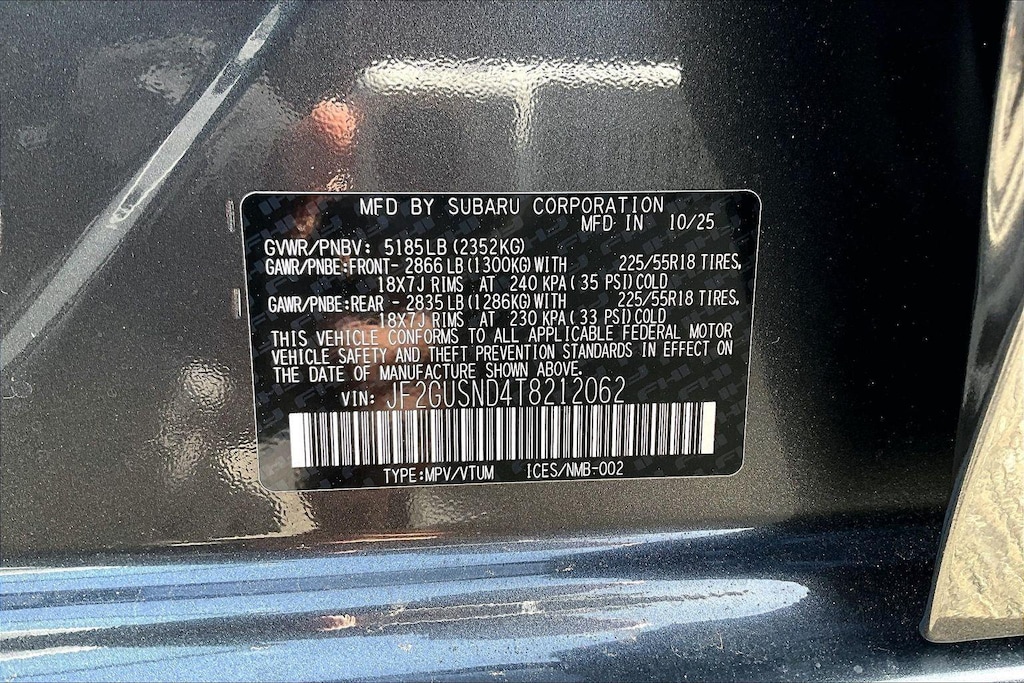 MFD BY SUBARU CORPORATION
MFD IN 10/25
GVWR/PNBV: 5185LB (2352KG)
GAWR/PNBE:FRONT- 2866 LB (1300KG)WITH 225/55R18 TIRES,
18X7J RIMS AT 240 KPA( 35 PSI)COLD
GAWR/PNBE:REAR - 2835 LB (1286KG)WITH 225/55R18 TIRES,
18X7J RIMS AT 230 KPA( 33 PSI)COLD
THIS VEHICLE CONFORMS TO ALL APPLICABLE FEDERAL MOTOR
VEHICLE SAFETY AND THEFT PREVENTION STANDARDS IN EFFECT ON
THE DATE OF MANUFACTURE SHOWN ABOVE.
VIN: JF2GUSND4T8212062
TYPE:MPV/VTUM ICES/NMB-002